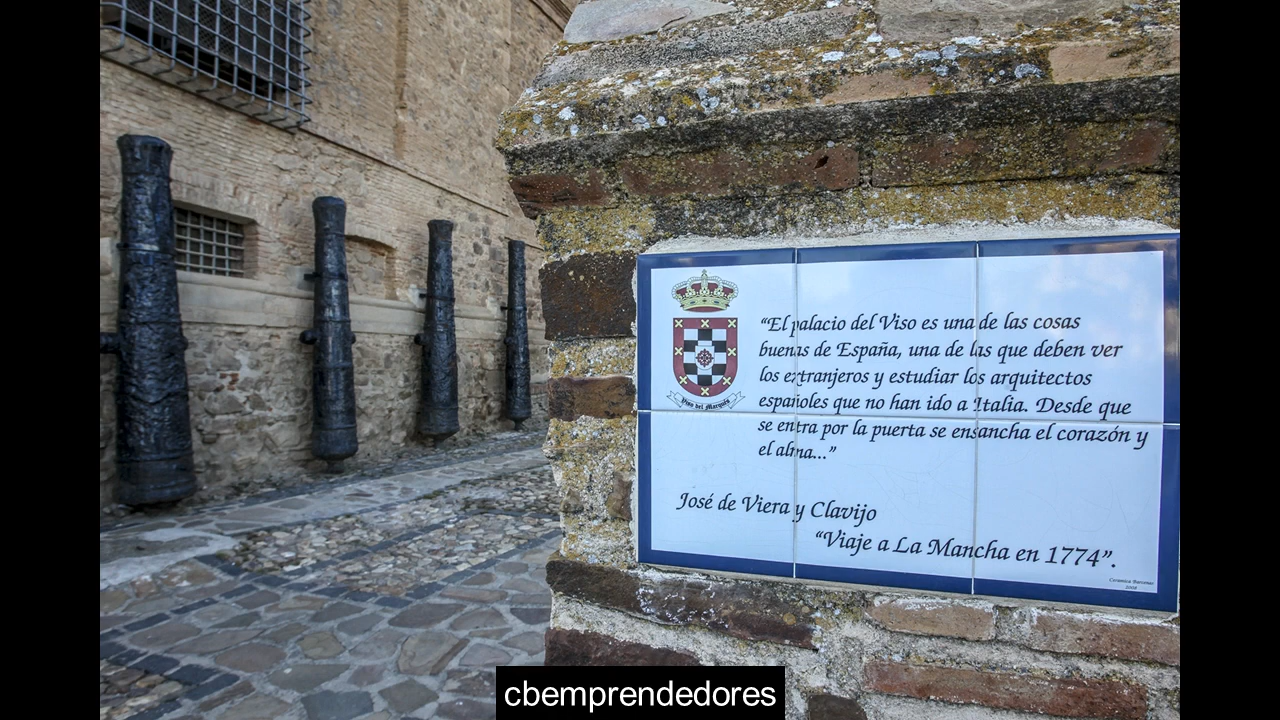 "El palacio del Viso es una de las cosas
buenas de España, una de las que deben ver
los extranjeros y estudiar los arquitectos
españoles que no han ido a Italia. Desde que
se entra por la puerta se ensancha el corazón y
el alma..."
Viso del Marqués
José de Viera y Clavijo
"Viaje a La Mancha en 1774".
cbemprendedores